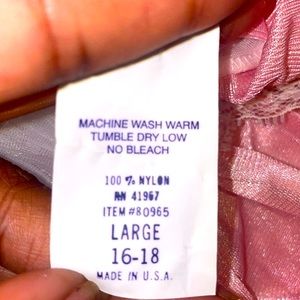 MACHINE WASH WARM
TUMBLE DRY LOW
NO BLEACH
100 % NYLON
RN 41967
ITEM #80965
LARGE
16-18
MADE IN U.S.A.